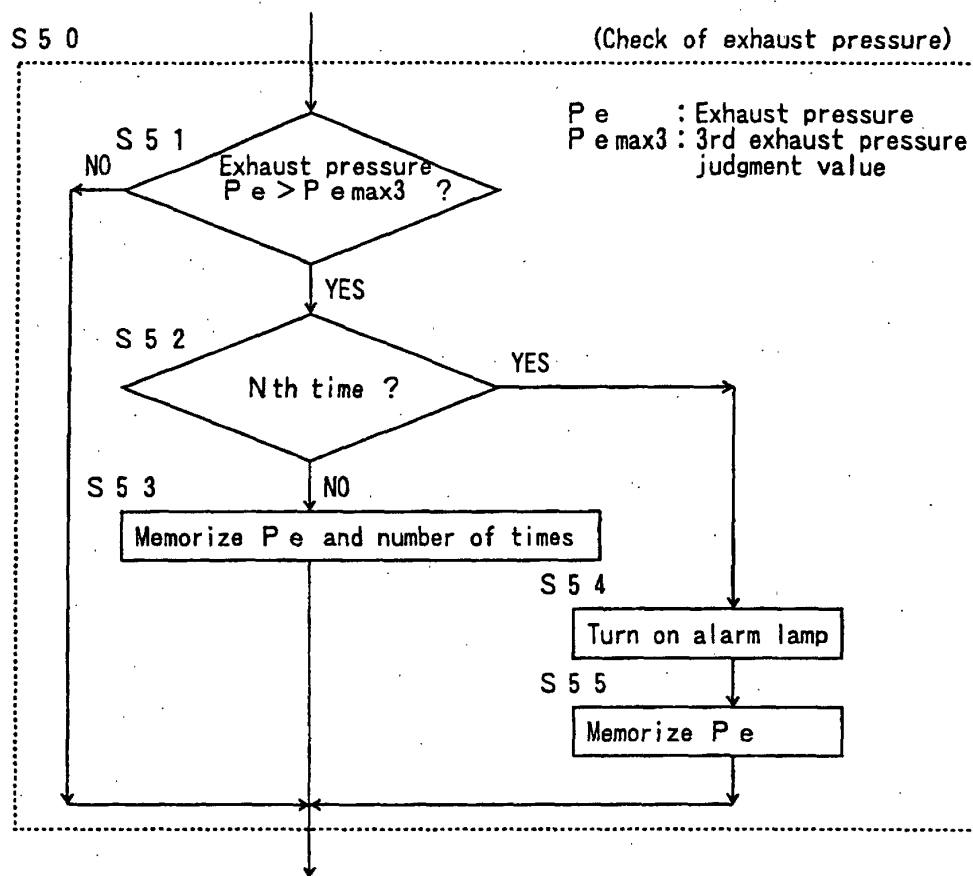 S50
(Check of exhaust pressure)
Pe : Exhaust pressure
Pemax3 : 3rd exhaust pressure
judgment value
S51
NO
Exhaust pressure
Pe > Pemax3 ?
YES
S52
YES
Nth time ?
S53
NO
Memorize Pe and number of times
S54
Turn on alarm lamp
S55
Memorize Pe